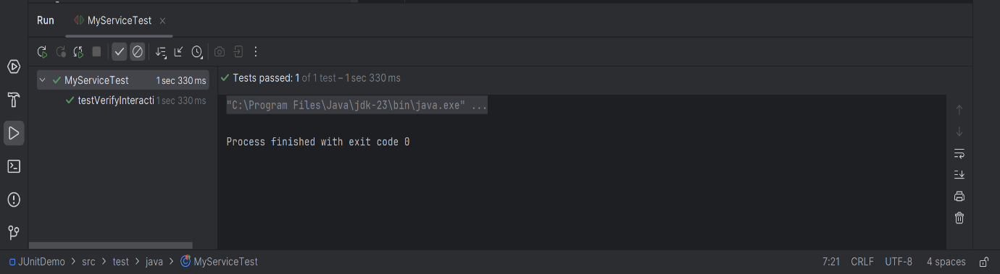 Run MyServiceTest
MyServiceTest 1 sec 330 ms
testVerifyInteracti 1 sec 330 ms
Tests passed: 1 of 1 test – 1 sec 330 ms
"C:\Program Files\Java\jdk-23\bin\java.exe" ...
Process finished with exit code 0
JUnitDemo > src > test > java > MyServiceTest 7:21 CRLF UTF-8 4 spaces